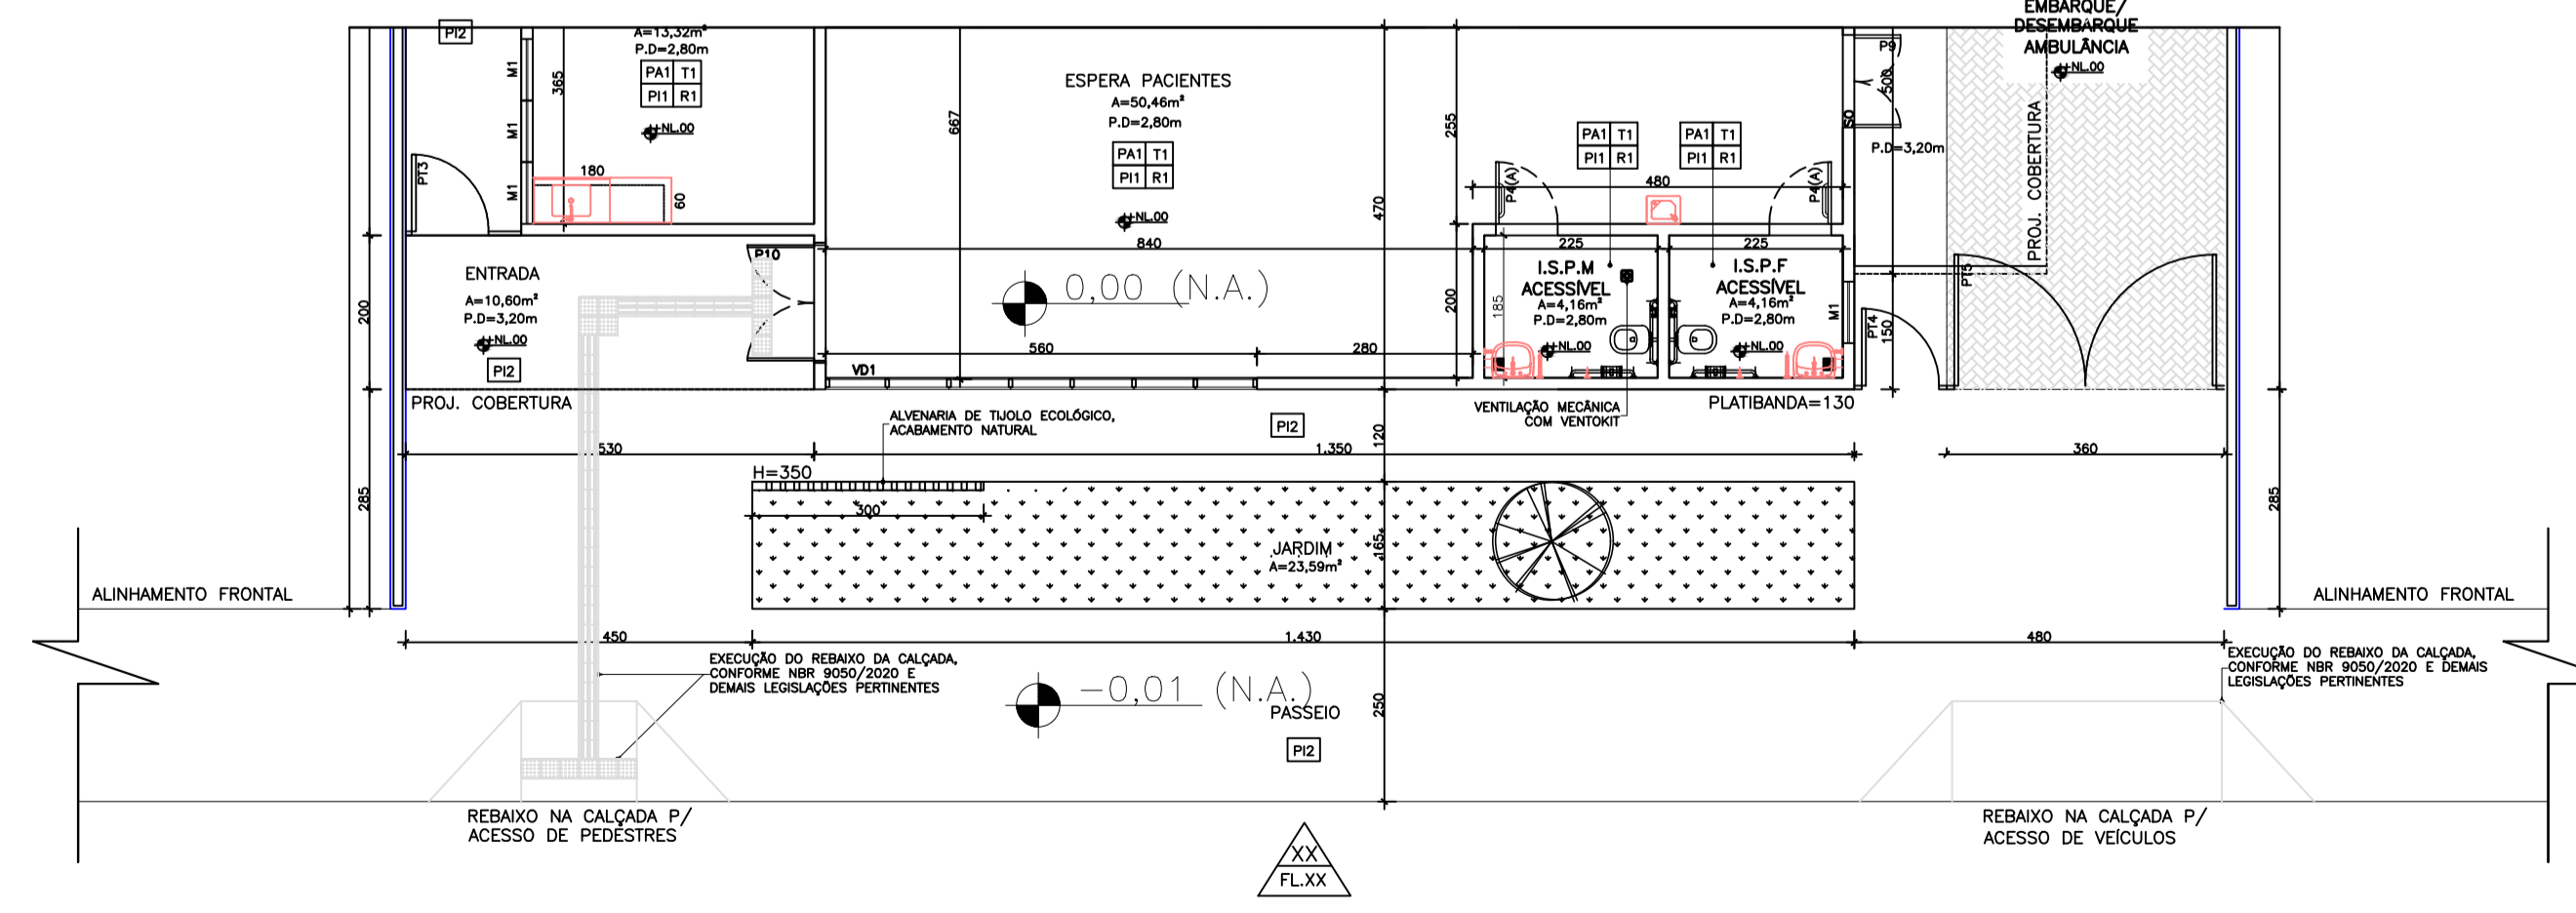 EMBARQUE/
DESEMBARQUE
AMBULÂNCIA
+NL.00
PI2
A=13,32m²
P.D=2,80m
PA1 T1
PI1 R1
+NL.00
M1
M1
M1
365
180
60
PT3
ESPERA PACIENTES
A=50,46m²
P.D=2,80m
PA1 T1
PI1 R1
+NL.00
667
840
470
255
PA1 T1
PI1 R1
PA1 T1
PI1 R1
480
P4(A)
P4(A)
P9
500
SO
P.D=3,20m
PROJ. COBERTURA
ENTRADA
A=10,60m²
P.D=3,20m
+NL.00
PI2
200
P10
0,00 (N.A.)
560
280
VD1
200
185
225
225
I.S.P.M
ACESSÍVEL
A=4,16m²
P.D=2,80m
+NL.00
I.S.P.F
ACESSÍVEL
A=4,16m²
P.D=2,80m
+NL.00
M1
150
PT4
PT5
PROJ. COBERTURA
ALVENARIA DE TIJOLO ECOLÓGICO,
ACABAMENTO NATURAL
PI2
VENTILAÇÃO MECÂNICA
COM VENTOKIT
PLATIBANDA=130
120
530
1.350
360
H=350
300
285
285
JARDIM
A=23,59m²
165
ALINHAMENTO FRONTAL
ALINHAMENTO FRONTAL
450
1.430
480
EXECUÇÃO DO REBAIXO DA CALÇADA,
CONFORME NBR 9050/2020 E
DEMAIS LEGISLAÇÕES PERTINENTES
EXECUÇÃO DO REBAIXO DA CALÇADA,
CONFORME NBR 9050/2020 E DEMAIS
LEGISLAÇÕES PERTINENTES
-0,01 (N.A.)
PASSEIO
250
PI2
REBAIXO NA CALÇADA P/
ACESSO DE PEDESTRES
REBAIXO NA CALÇADA P/
ACESSO DE VEÍCULOS
XX
FL.XX